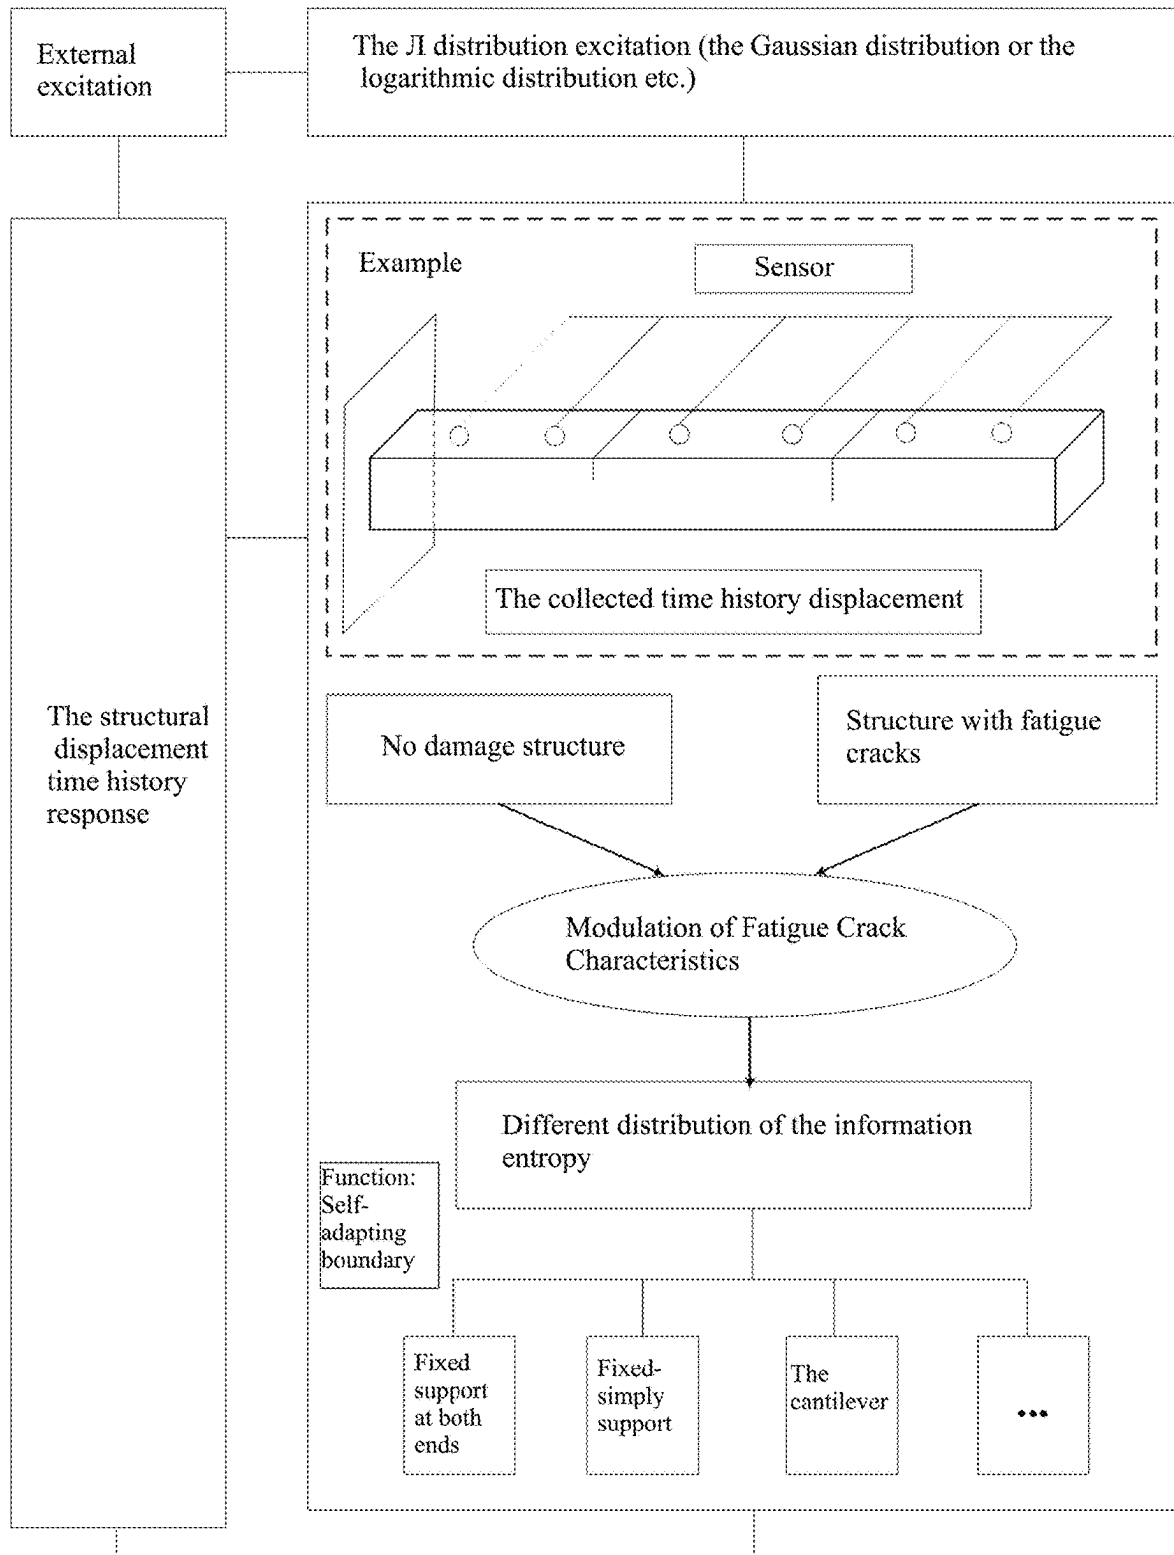 External
excitation
The Л distribution excitation (the Gaussian distribution or the
logarithmic distribution etc.)
Example
Sensor
The collected time history displacement
The structural
displacement
time history
response
No damage structure
Structure with fatigue
cracks
Modulation of Fatigue Crack
Characteristics
Different distribution of the information
entropy
Function:
Self-
adapting
boundary
Fixed
support
at both
ends
Fixed-
simply
support
The
cantilever
•••